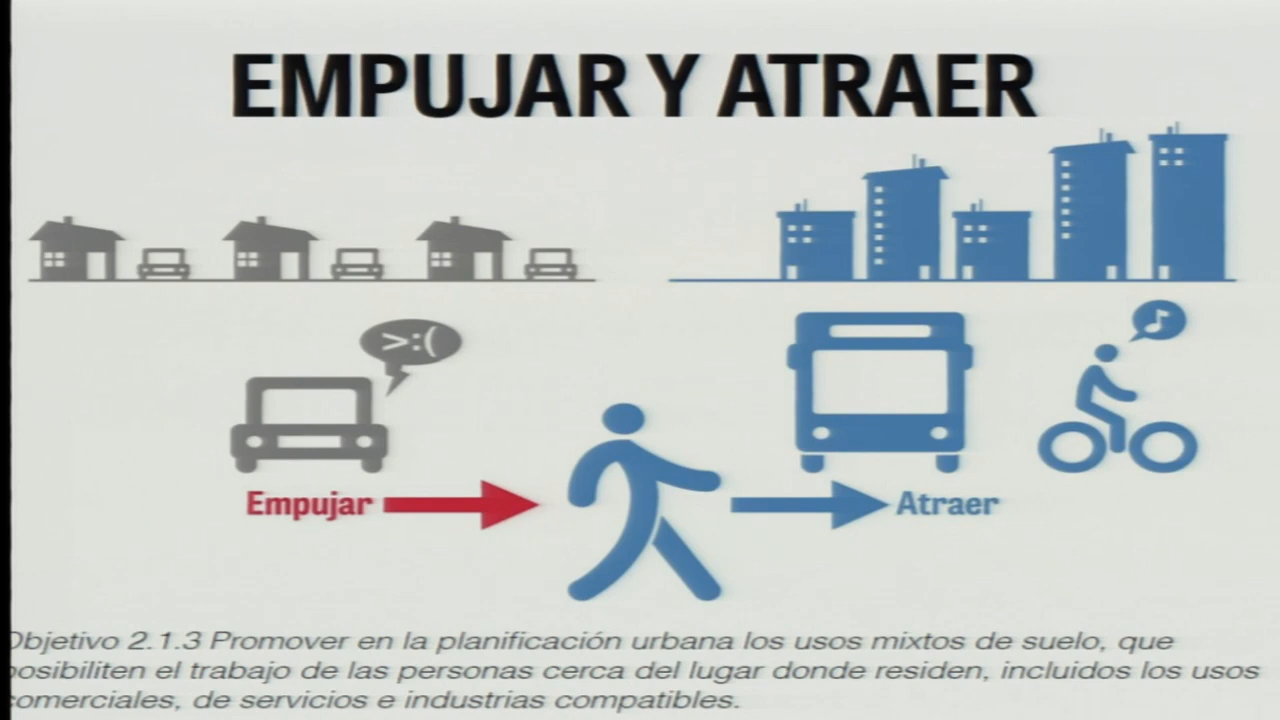 EMPUJAR Y ATRAER
>:(
Empujar
Atraer
Objetivo 2.1.3 Promover en la planificación urbana los usos mixtos de suelo, que
posibiliten el trabajo de las personas cerca del lugar donde residen, incluidos los usos
comerciales, de servicios e industrias compatibles.